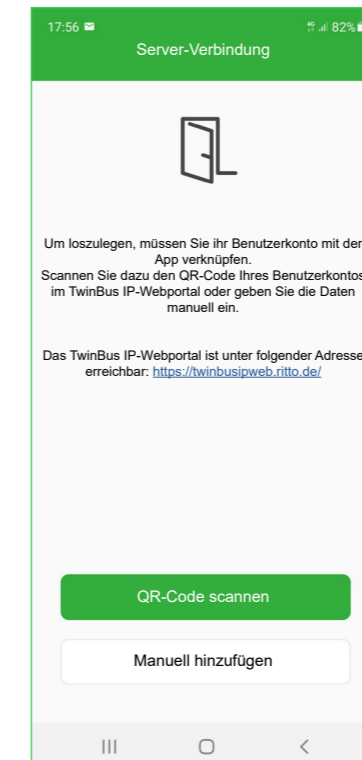 17:56 4G 82%
Server-Verbindung
Um loszulegen, müssen Sie ihr Benutzerkonto mit der
App verknüpfen.
Scannen Sie dazu den QR-Code Ihres Benutzerkontos
im TwinBus IP-Webportal oder geben Sie die Daten
manuell ein.
Das TwinBus IP-Webportal ist unter folgender Adresse
erreichbar: https://twinbusipweb.ritto.de/
QR-Code scannen
Manuell hinzufügen